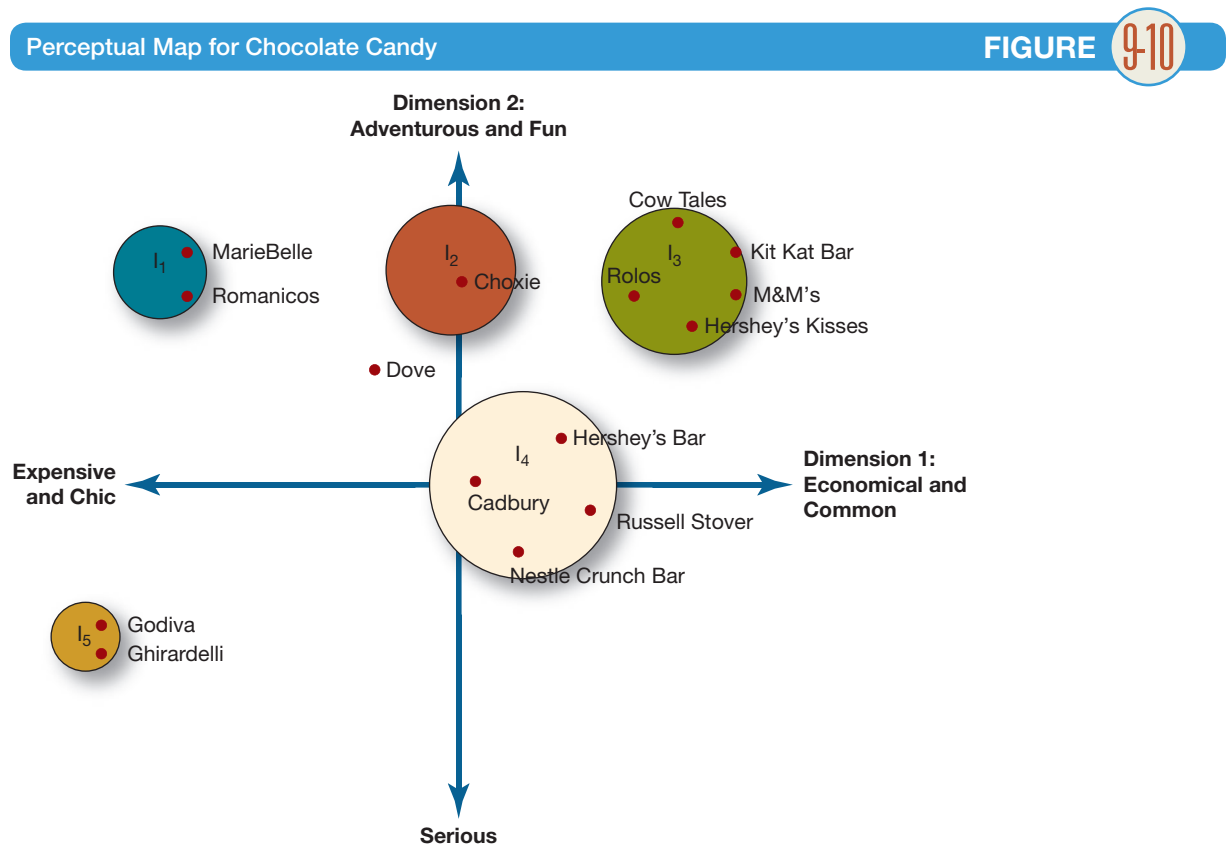 Perceptual Map for Chocolate Candy
FIGURE 9-10
Dimension 2:
Adventurous and Fun
Cow Tales
I1
MarieBelle
I2
I3
Kit Kat Bar
Rolos
Choxie
Romanicos
M&M's
Hershey's Kisses
Dove
Hershey's Bar
I4
Expensive
and Chic
Dimension 1:
Economical and
Common
Cadbury
Russell Stover
Nestle Crunch Bar
Godiva
I5
Ghirardelli
Serious